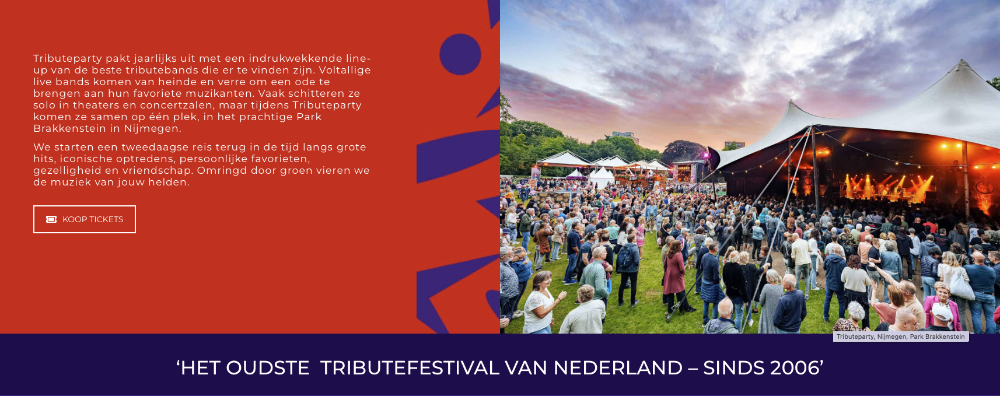 Tributeparty pakt jaarlijks uit met een indrukwekkende line-
up van de beste tributebands die er te vinden zijn. Voltallige
live bands komen van heinde en verre om een ode te
brengen aan hun favoriete muzikanten. Vaak schitteren ze
solo in theaters en concertzalen, maar tijdens Tributeparty
komen ze samen op één plek, in het prachtige Park
Brakkenstein in Nijmegen.
We starten een tweedaagse reis terug in de tijd langs grote
hits, iconische optredens, persoonlijke favorieten,
gezelligheid en vriendschap. Omringd door groen vieren we
de muziek van jouw helden.
KOOP TICKETS
Tributeparty, Nijmegen, Park Brakkenstein
‘HET OUDSTE  TRIBUTEFESTIVAL VAN NEDERLAND – SINDS 2006’